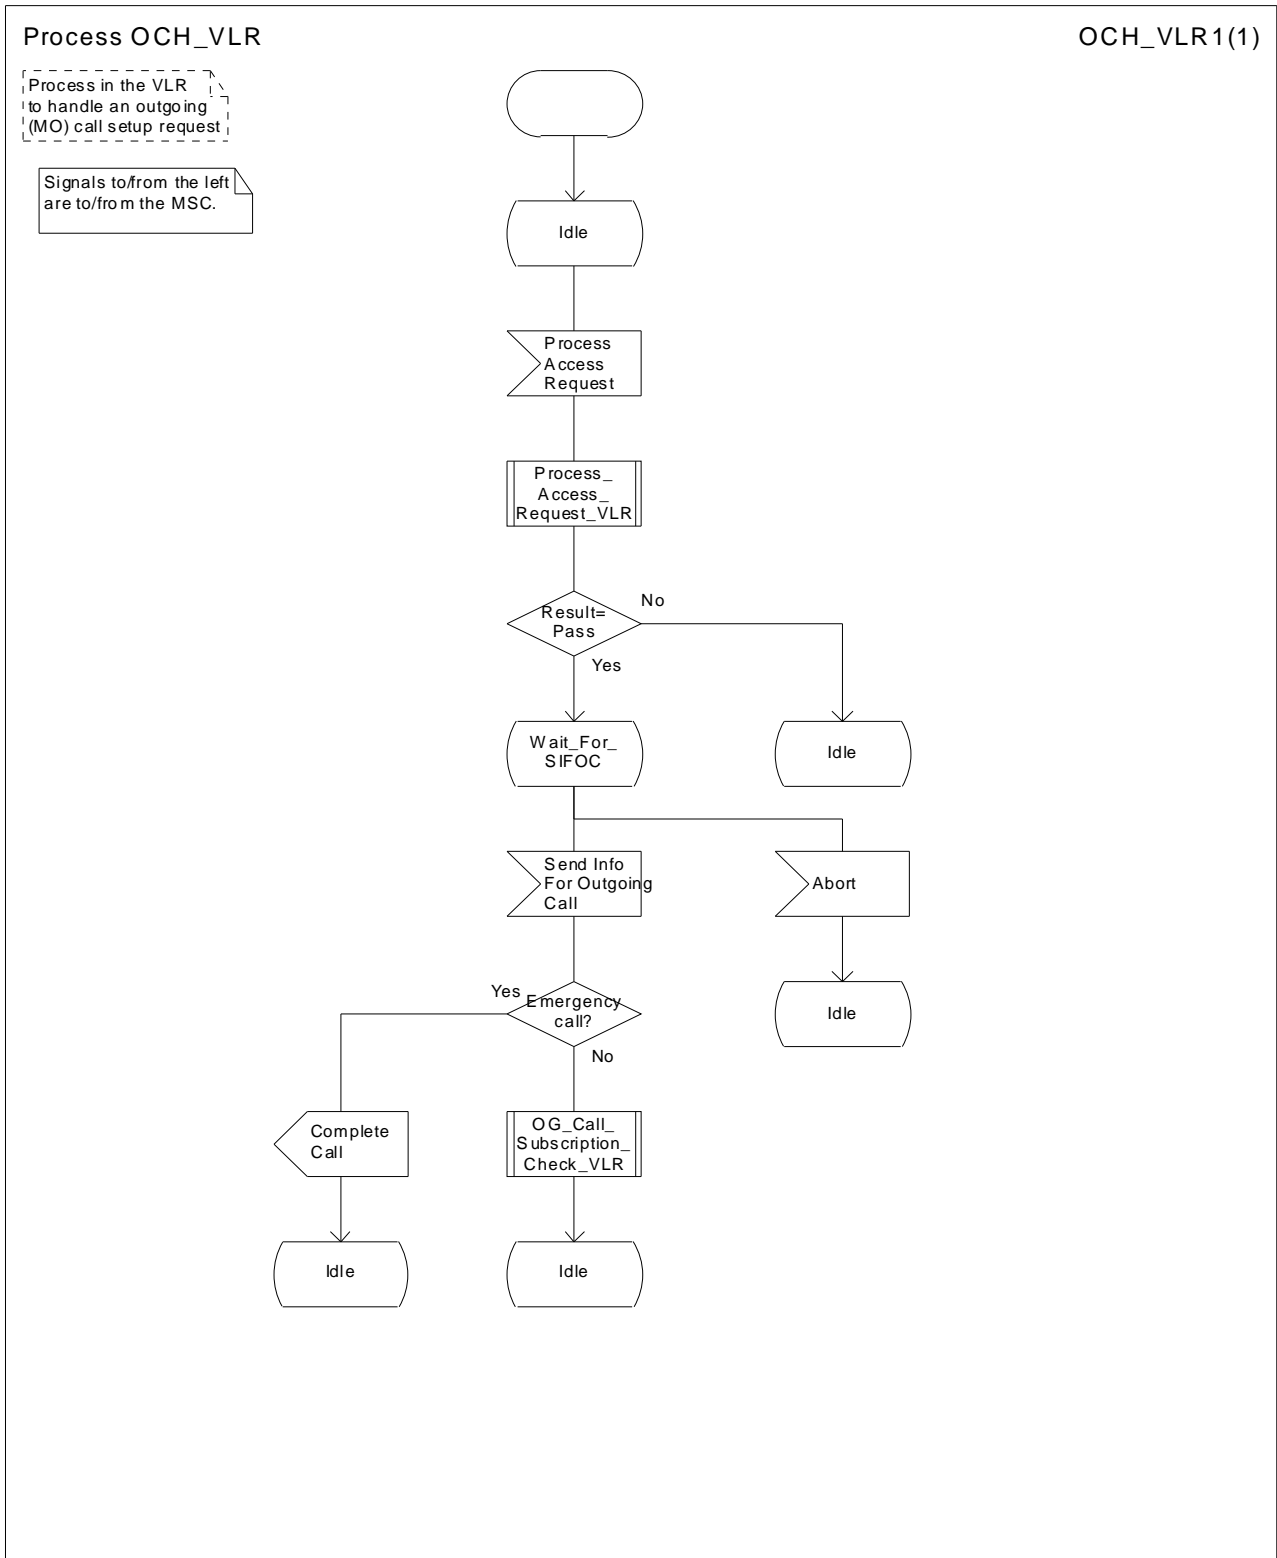 Process OCH_VLR
OCH_VLR1(1)
Process in the VLR
to handle an outgoing
(MO) call setup request
Signals to/from the left
are to/from the MSC.
Idle
Process
Access
Request
Process_
Access_
Request_VLR
Result=
Pass
No
Yes
Wait_For_
SIFOC
Idle
Send Info
For Outgoing
Call
Abort
Yes
Emergency
call?
No
Idle
Complete
Call
OG_Call_
Subscription_
Check_VLR
Idle
Idle